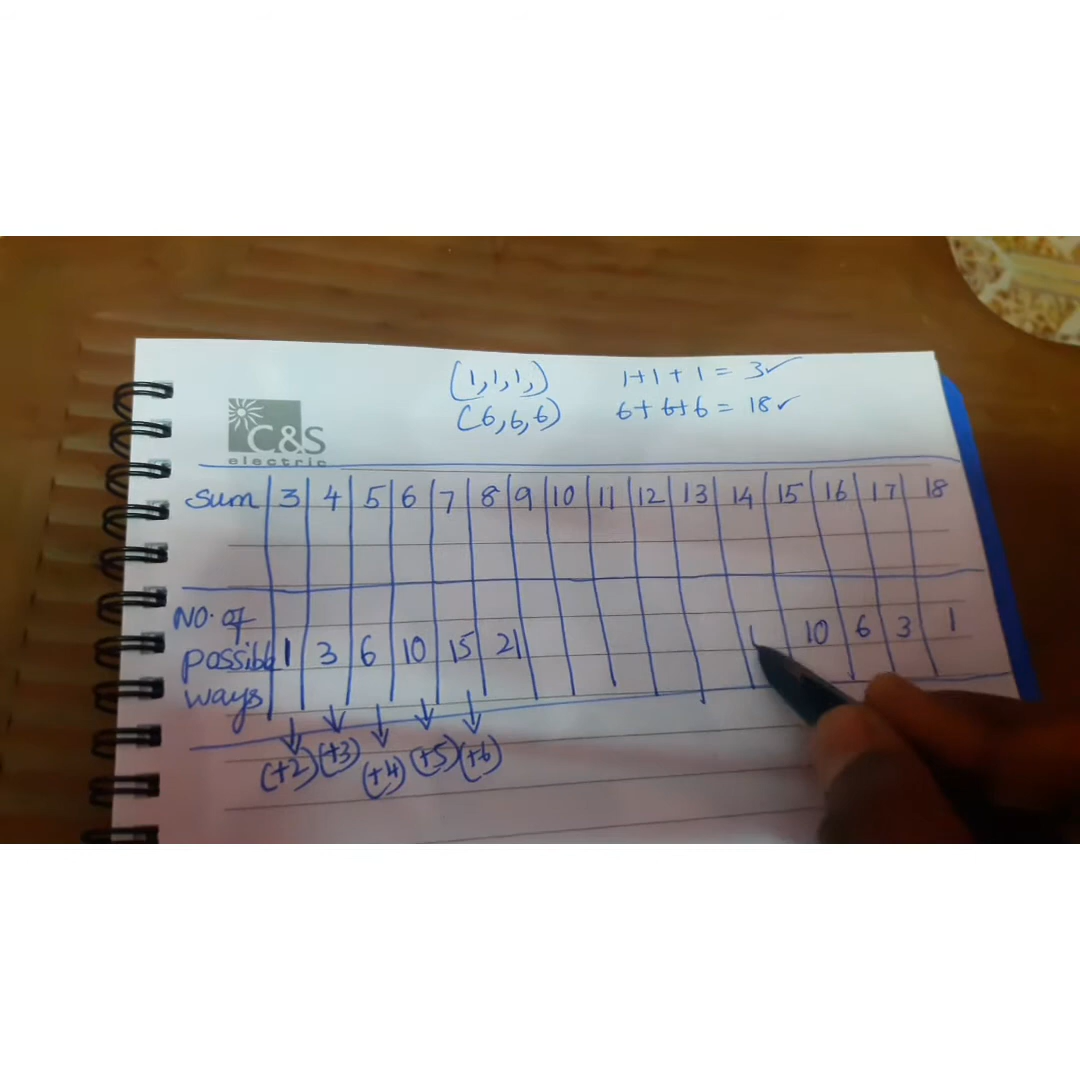 (1,1,1,) 1+1+1 = 3✓
(6,6,6) 6+6+6 = 18✓
C&S
electric
Sum 3 4 5 6 7 8 9 10 11 12 13 14 15 16 17 18
NO. of
possible 1 3 6 10 15 21 1 10 6 3 1
ways
(+2) (+3) (+4) (+5) (+6)